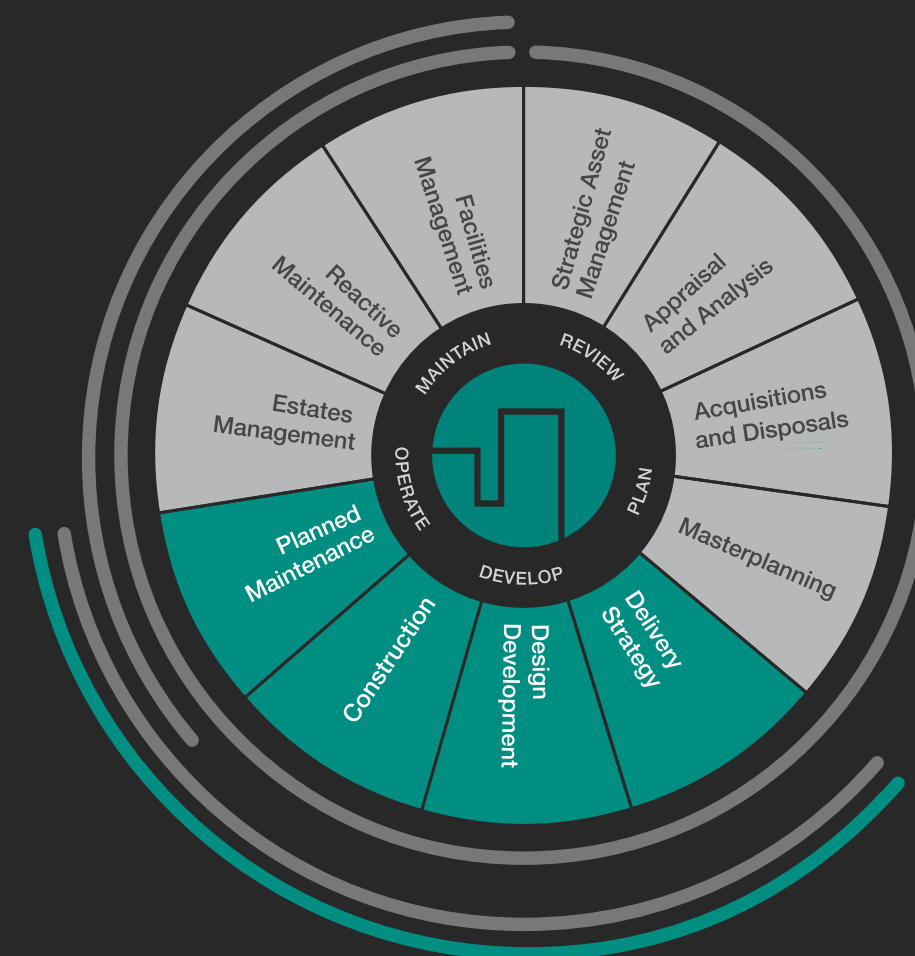 Strategic Asset
Management
Appraisal
and Analysis
Acquisitions
and Disposals
Masterplanning
Delivery
Strategy
Design
Development
Construction
Planned
Maintenance
Estates
Management
Reactive
Maintenance
Facilities
Management
REVIEW
PLAN
DEVELOP
OPERATE
MAINTAIN